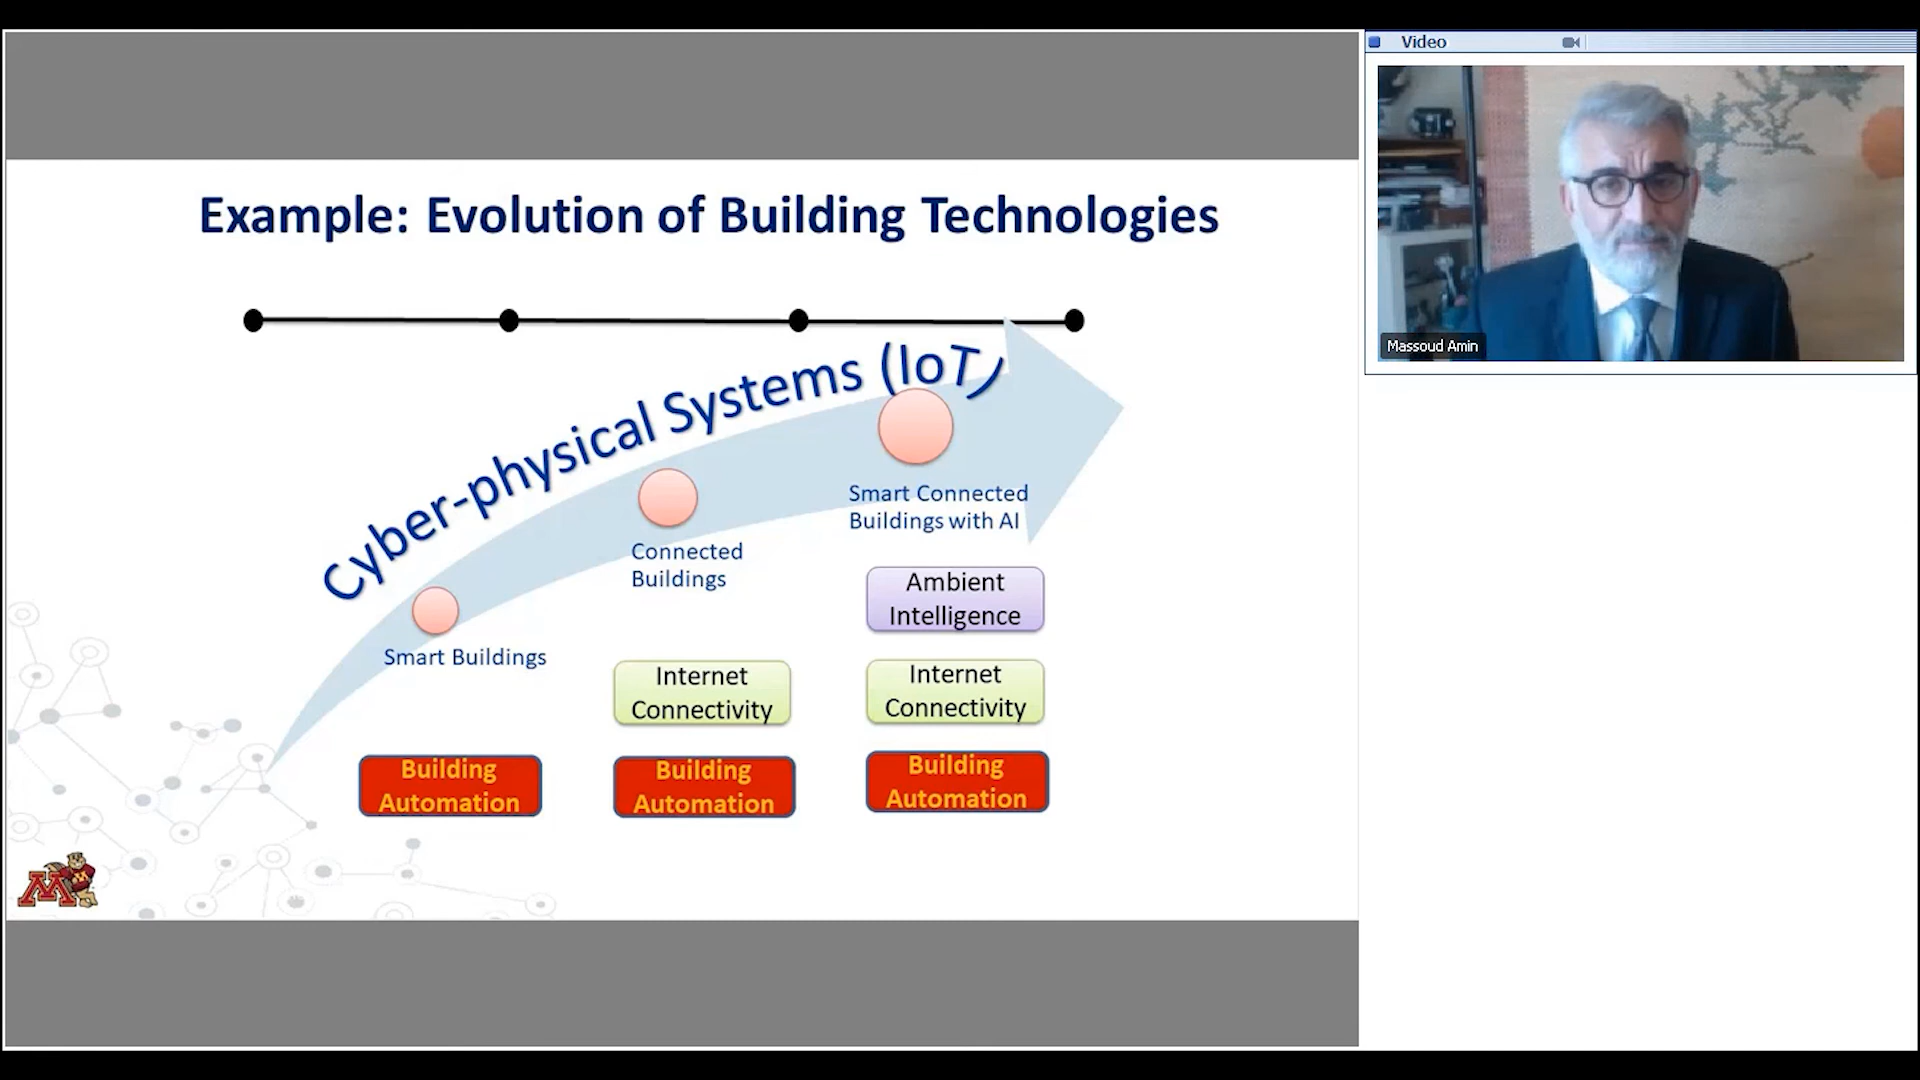 Video
Massoud Amin
Example: Evolution of Building Technologies
Cyber-physical Systems (IoT)
Smart Connected
Buildings with AI
Connected
Buildings
Smart Buildings
Ambient
Intelligence
Internet
Connectivity
Internet
Connectivity
Building
Automation
Building
Automation
Building
Automation
M